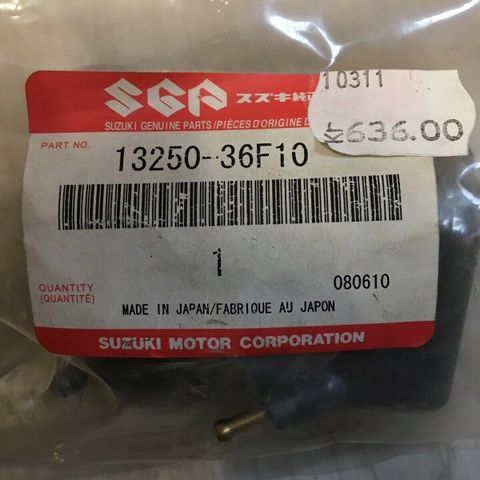 SGP スズキ純
10311
636.00
SUZUKI GENUINE PARTS/PIÈCES D'ORIGINE D
PART NO.
13250-36F10
1
QUANTITY
(QUANTITÉ)
080610
MADE IN JAPAN/FABRIQUE AU JAPON
SUZUKI MOTOR CORPORATION